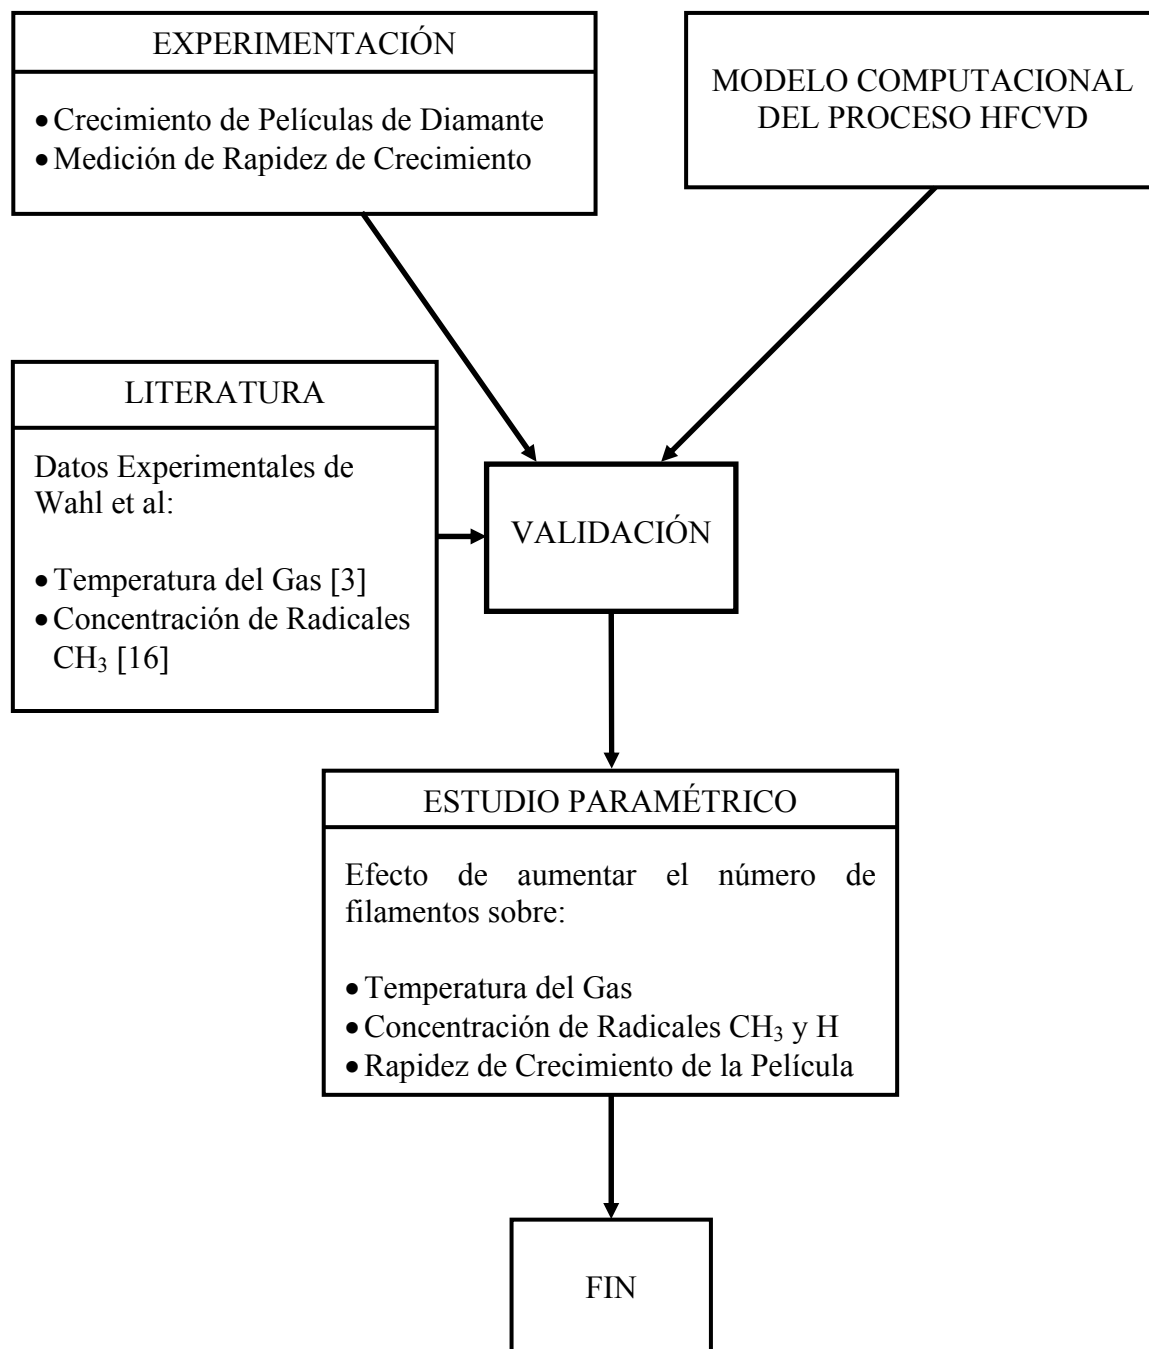 EXPERIMENTACIÓN
• Crecimiento de Películas de Diamante
• Medición de Rapidez de Crecimiento
MODELO COMPUTACIONAL
DEL PROCESO HFCVD
LITERATURA
Datos Experimentales de
Wahl et al:
• Temperatura del Gas [3]
• Concentración de Radicales
CH₃ [16]
VALIDACIÓN
ESTUDIO PARAMÉTRICO
Efecto de aumentar el número de
filamentos sobre:
• Temperatura del Gas
• Concentración de Radicales CH₃ y H
• Rapidez de Crecimiento de la Película
FIN